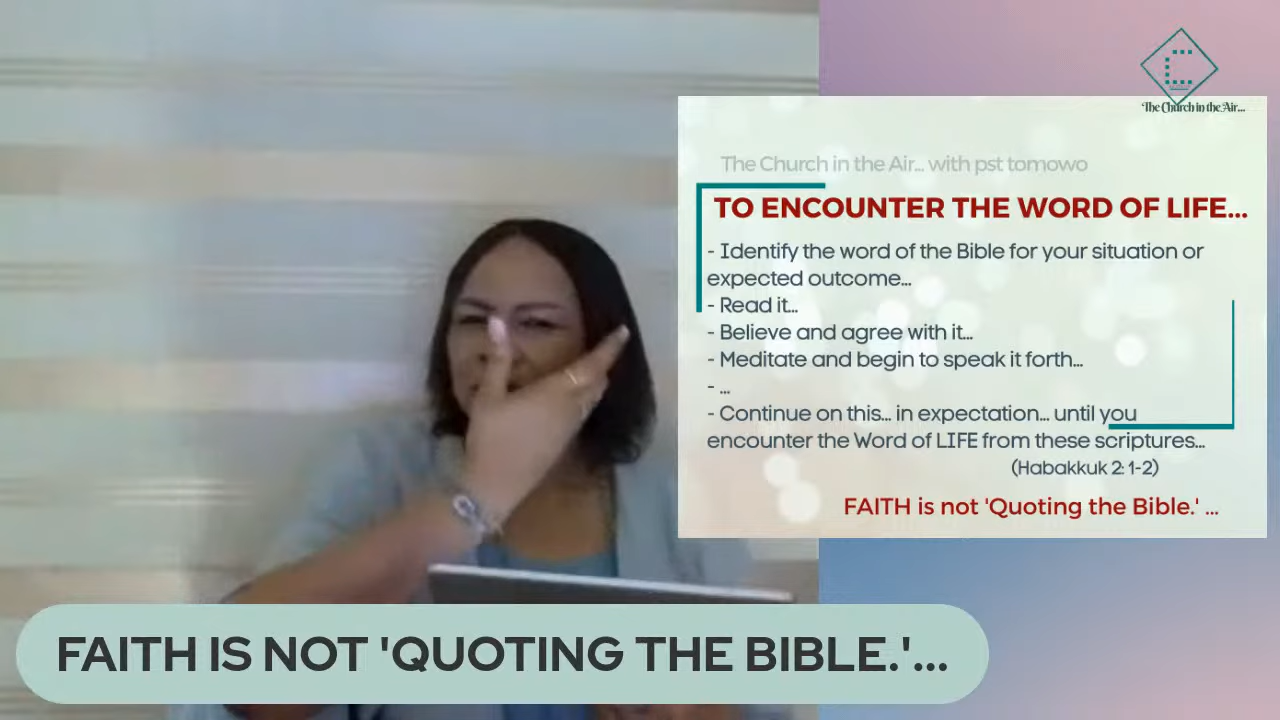 The Church in the Air...
The Church in the Air... with pst tomowo
TO ENCOUNTER THE WORD OF LIFE...
- Identify the word of the Bible for your situation or
expected outcome...
- Read it...
- Believe and agree with it...
- Meditate and begin to speak it forth...
- ...
- Continue on this... in expectation... until you
encounter the Word of LIFE from these scriptures...
(Habakkuk 2: 1-2)
FAITH is not 'Quoting the Bible.' ...
FAITH IS NOT 'QUOTING THE BIBLE.'...